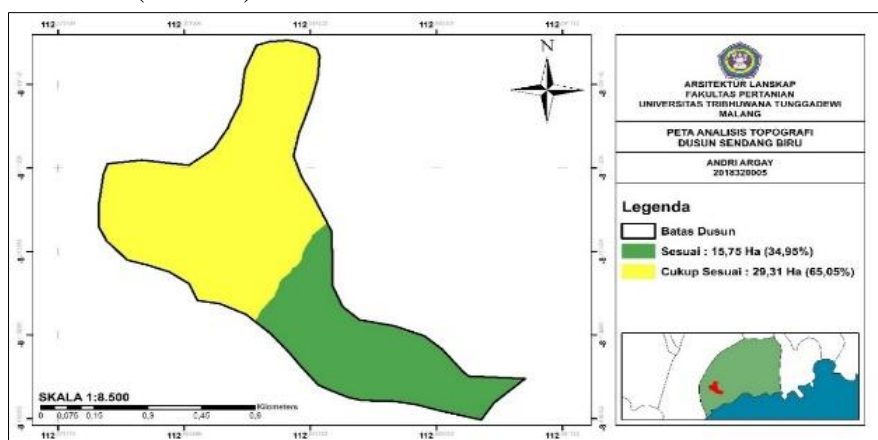 112
112
112
112
112
N
SKALA 1:8.500
Kilometers
0 0,075 0,15 0,3 0,45 0,6
112
112
112
112
112
ARSITEKTUR LANSKAP
FAKULTAS PERTANIAN
UNIVERSITAS TRIBHUWANA TUNGGADEWI
MALANG
PETA ANALISIS TOPOGRAFI
DUSUN SENDANG BIRU
ANDRI ARGAY
2018320005
Legenda
Batas Dusun
Sesuai : 15,75 Ha (34,95%)
Cukup Sesuai : 29,31 Ha (65,05%)